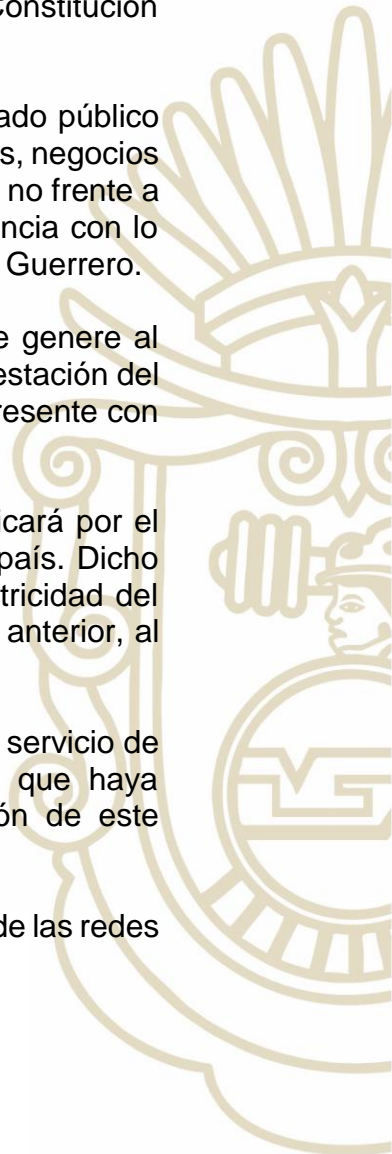 Constitución
ado público
s, negocios
no frente a
ncia con lo
Guerrero.
e genere al
estación del
resente con
icará por el
país. Dicho
tricidad del
anterior, al
servicio de
que haya
ón de este
de las redes